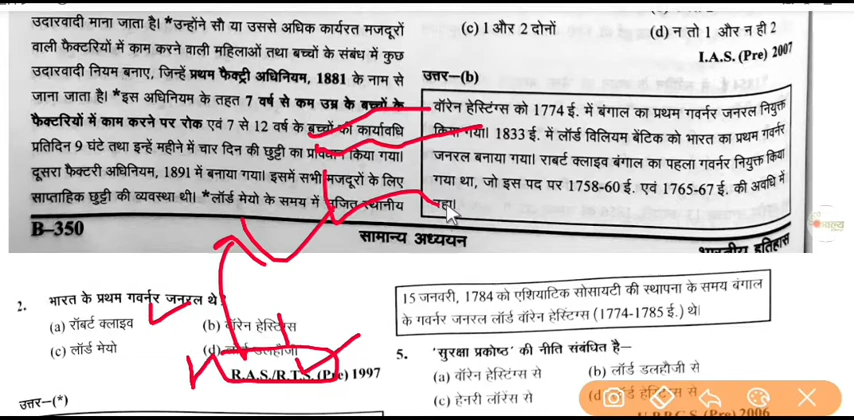 उदारवादी माना जाता है। *उन्होंने सौ या उससे अधिक कार्यरत मजदूरों
वाली फैक्टरियों में काम करने वाली महिलाओं तथा बच्चों के संबंध में कुछ
उदारवादी नियम बनाए, जिन्हें प्रथम फैक्ट्री अधिनियम, 1881 के नाम से
जाना जाता है। *इस अधिनियम के तहत 7 वर्ष से कम उम्र के बच्चों के
फैक्टरियों में काम करने पर रोक एवं 7 से 12 वर्ष के बच्चों की कार्यावधि
प्रतिदिन 9 घंटे तथा इन्हें महीने में चार दिन की छुट्टी का प्रावधान किया गया।
दूसरा फैक्टरी अधिनियम, 1891 में बनाया गया। इसमें सभी मजदूरों के लिए
साप्ताहिक छुट्टी की व्यवस्था थी। *लॉर्ड मेयो के समय में सृजित स्थानीय
B-350
सामान्य अध्ययन
(c) 1 और 2 दोनों
(d) न तो 1 और न ही 2
I.A.S. (Pre) 2007
उत्तर—(b)
वॉरेन हेस्टिंग्स को 1774 ई. में बंगाल का प्रथम गवर्नर जनरल नियुक्त
किया गया। 1833 ई. में लॉर्ड विलियम बेंटिक को भारत का प्रथम गवर्नर
जनरल बनाया गया। राबर्ट क्लाइव बंगाल का पहला गवर्नर नियुक्त किया
गया था, जो इस पद पर 1758-60 ई. एवं 1765-67 ई. की अवधि में
रहा।
भारतीय इतिहास
2. भारत के प्रथम गवर्नर जनरल थे
(a) रॉबर्ट क्लाइव
(b) वॉरेन हेस्टिंग्स
(c) लॉर्ड मेयो
(d) लॉर्ड डलहौजी
R.A.S./R.T.S. (Pre) 1997
उत्तर—(*)
15 जनवरी, 1784 को एशियाटिक सोसायटी की स्थापना के समय बंगाल
के गवर्नर जनरल लॉर्ड वॉरेन हेस्टिंग्स (1774-1785 ई.) थे।
5. 'सुरक्षा प्रकोष्ठ' की नीति संबंधित है—
(a) वॉरेन हेस्टिंग्स से
(b) लॉर्ड डलहौजी से
(c) हेनरी लॉरेंस से
(d) लॉर्ड हेस्टिंग्स से
(Pre) 2006